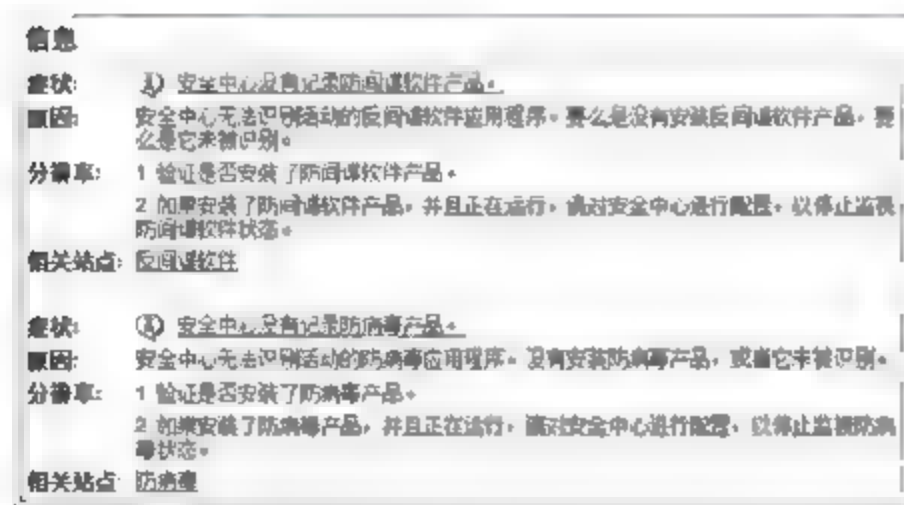 信息
症状: 安全中心没有记录防间谍软件产品。
原因: 安全中心无法识别活动的反间谍软件应用程序。要么是没有安装反间谍软件产品，要
么是它未被识别。
分辨率: 1 验证是否安装了防间谍软件产品。
2 如果安装了防间谍软件产品，并且正在运行，请对安全中心进行配置，以停止监视
防间谍软件状态。
相关站点: 反间谍软件
症状: 安全中心没有记录防病毒产品。
原因: 安全中心无法识别活动的防病毒应用程序。没有安装防病毒产品，或者它未被识别。
分辨率: 1 验证是否安装了防病毒产品。
2 如果安装了防病毒产品，并且正在运行，请对安全中心进行配置，以停止监视防病
毒状态。
相关站点: 防病毒